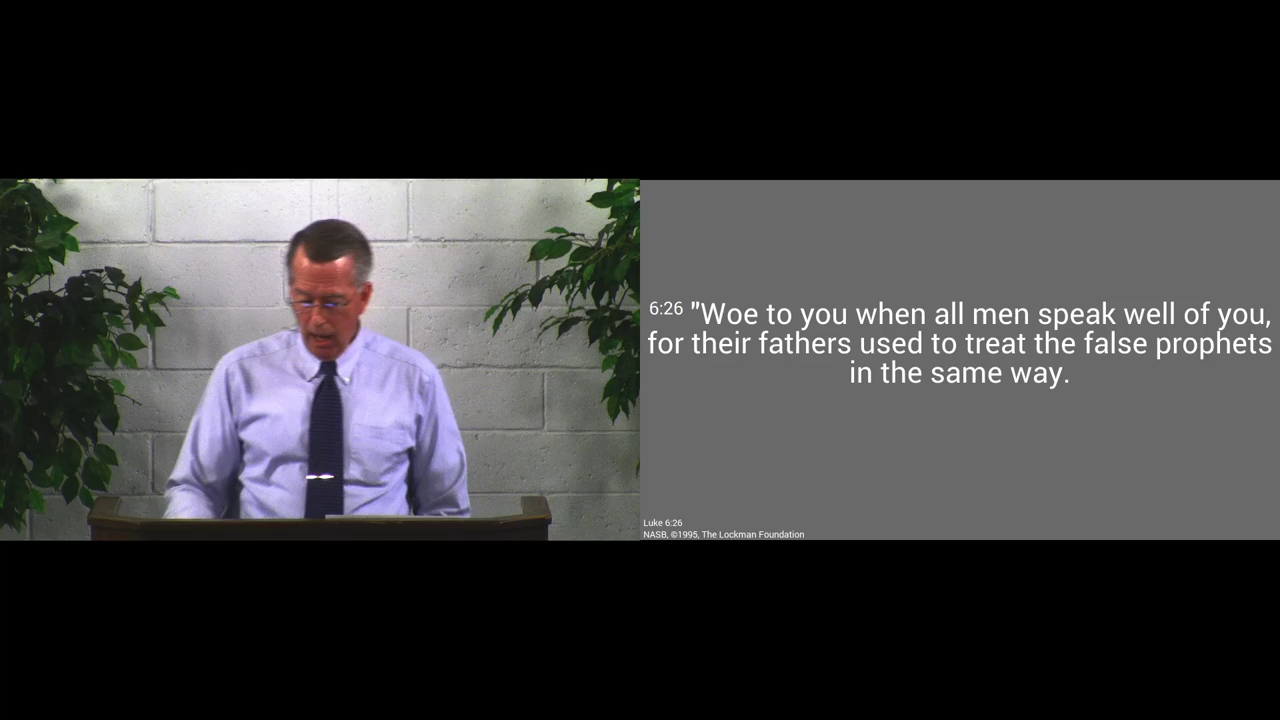 6:26 "Woe to you when all men speak well of you,
for their fathers used to treat the false prophets
in the same way.
Luke 6:26
NASB, ©1995, The Lockman Foundation